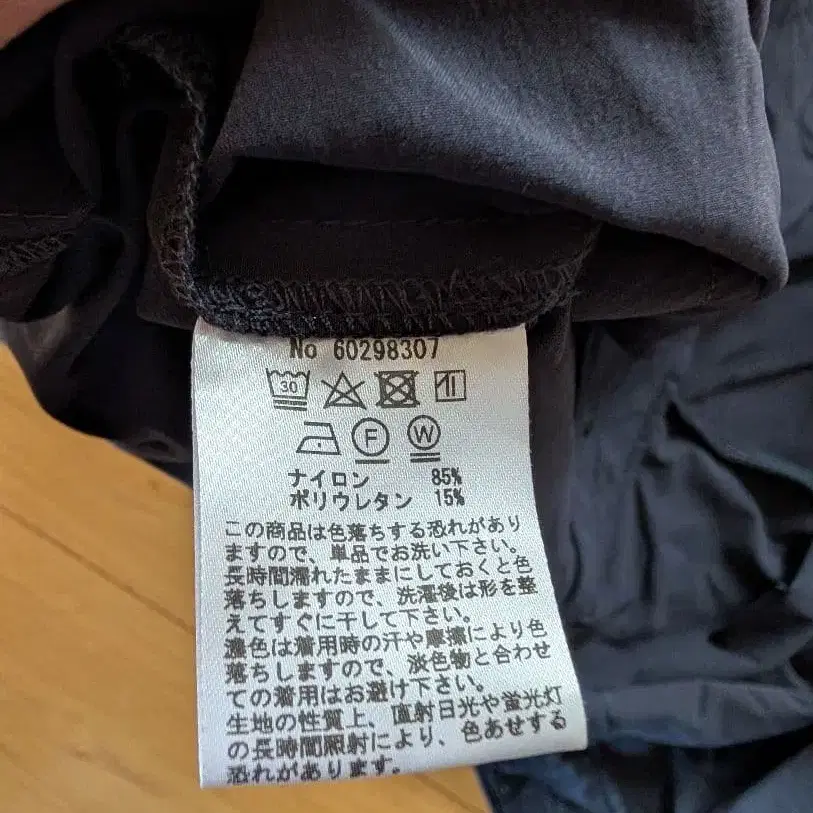 No 60298307
30
F W
ナイロン 85%
ポリウレタン 15%
この商品は色落ちする恐れがあり
ますので、単品でお洗い下さい。
長時間濡れたままにしておくと色
落ちしますので、洗濯後は形を整
えてすぐに干して下さい。
濃色は着用時の汗や摩擦により色
落ちしますので、淡色物と合わせ
ての着用はお避け下さい。
生地の性質上、直射日光や蛍光灯
の長時間照射により、色あせする
恐れがあります。